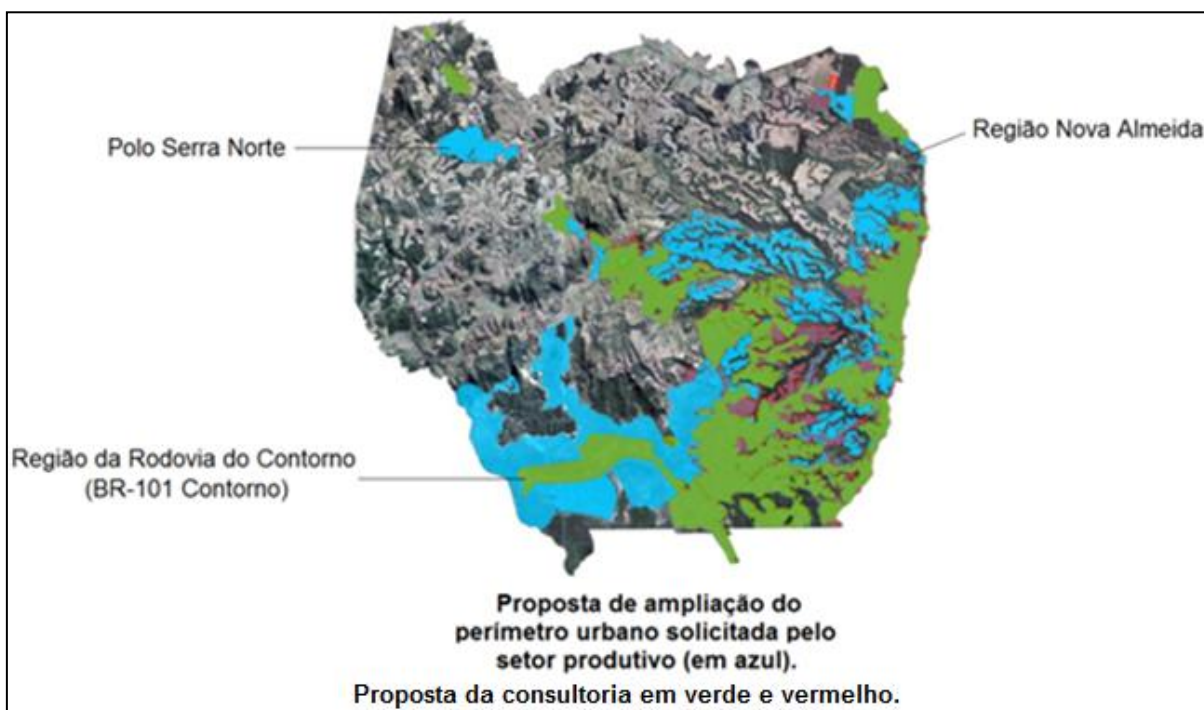 Polo Serra Norte
Região Nova Almeida
Região da Rodovia do Contorno
(BR-101 Contorno)
Proposta de ampliação do
perímetro urbano solicitada pelo
setor produtivo (em azul).
Proposta da consultoria em verde e vermelho.